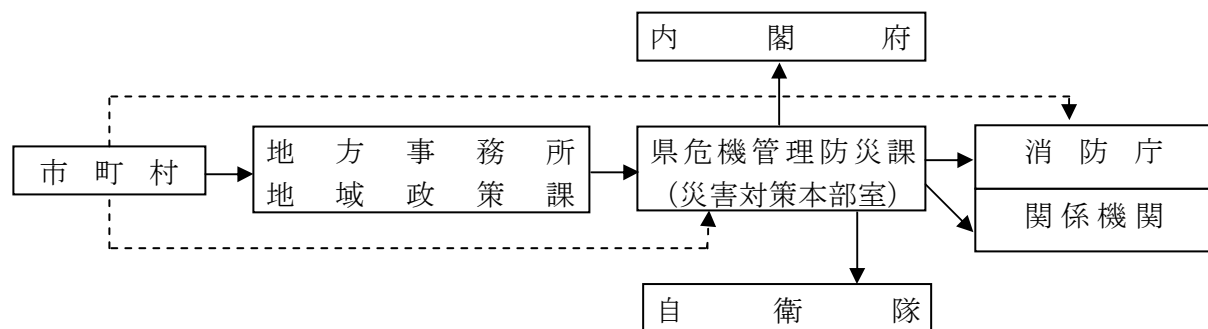 内閣府
市町村
地方事務所
地域政策課
県危機管理防災課
（災害対策本部室）
消防庁
関係機関
自衛隊